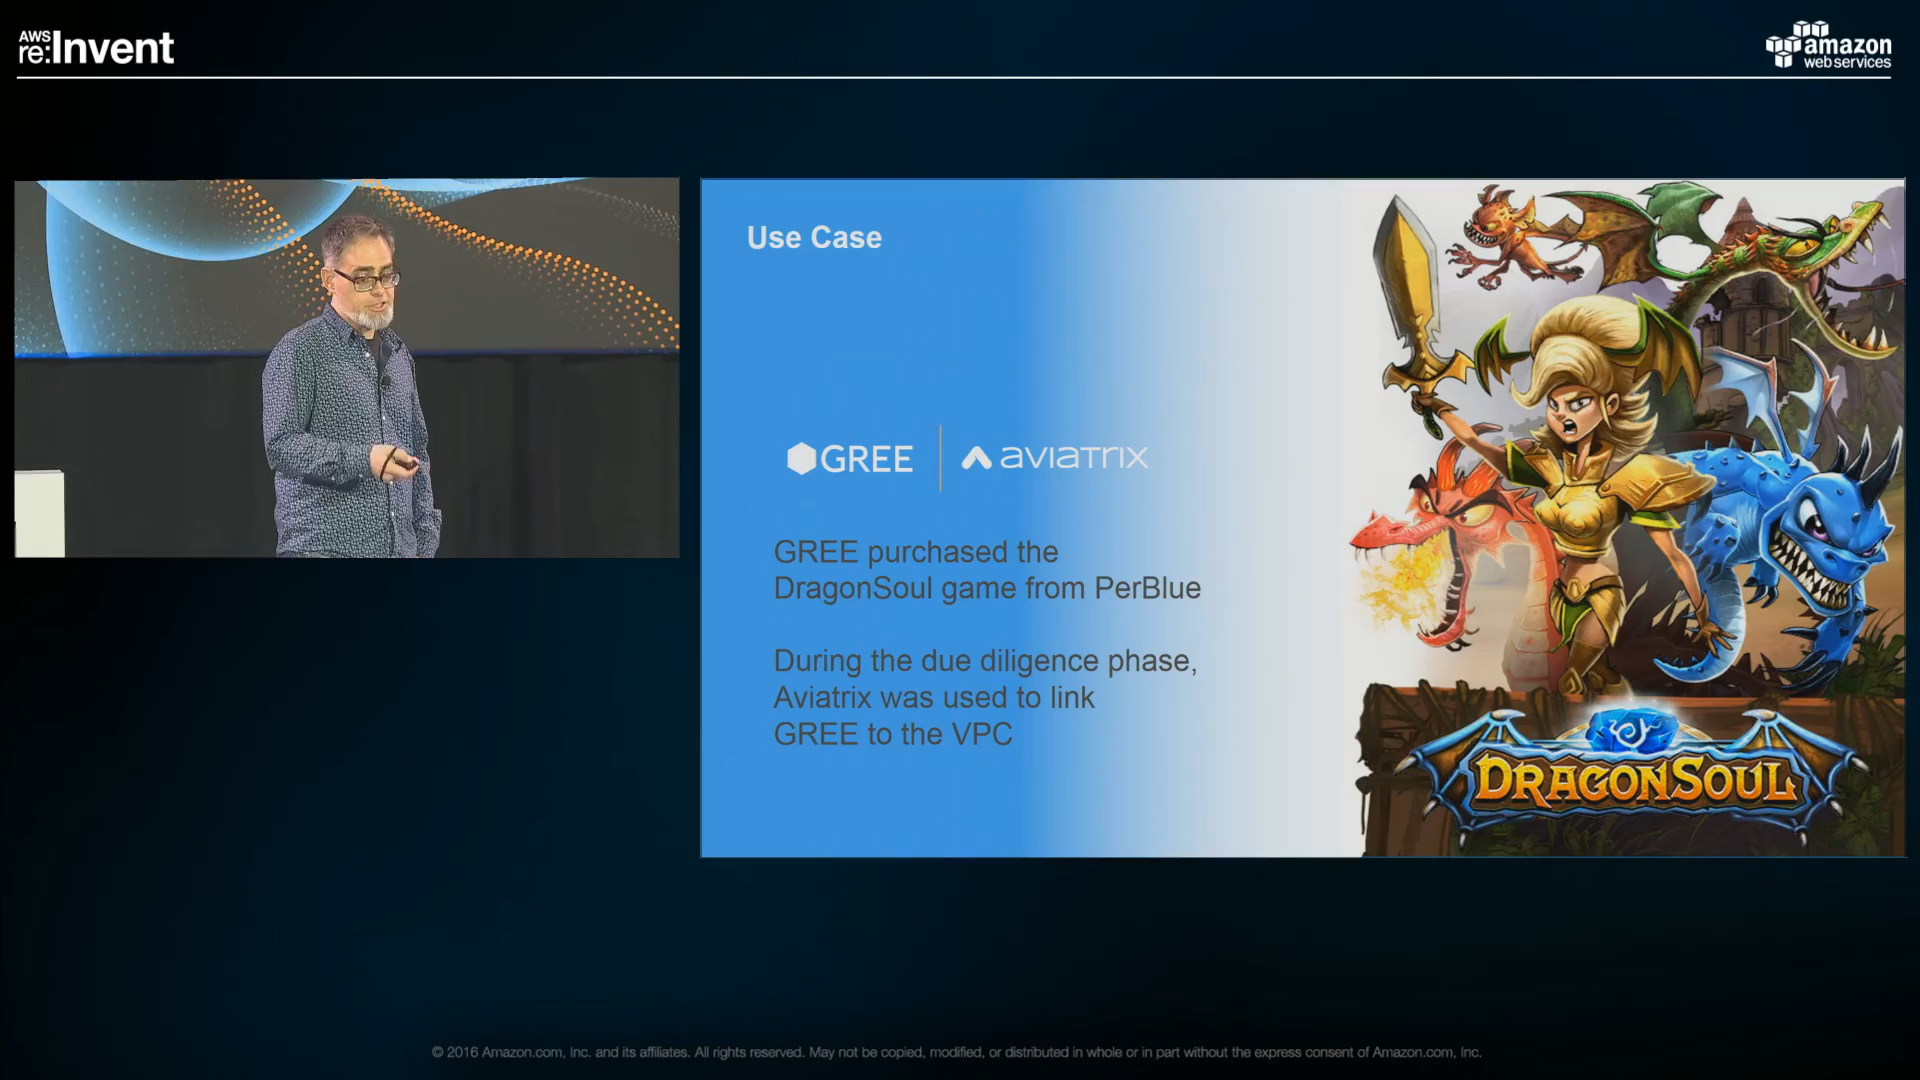 AWS
re:Invent
amazon
web services
Use Case
GREE
aviatrix
GREE purchased the
DragonSoul game from PerBlue
During the due diligence phase,
Aviatrix was used to link
GREE to the VPC
DRAGONSOUL
© 2016 Amazon.com, Inc. and its affiliates. All rights reserved. May not be copied, modified, or distributed in whole or in part without the express consent of Amazon.com, Inc.